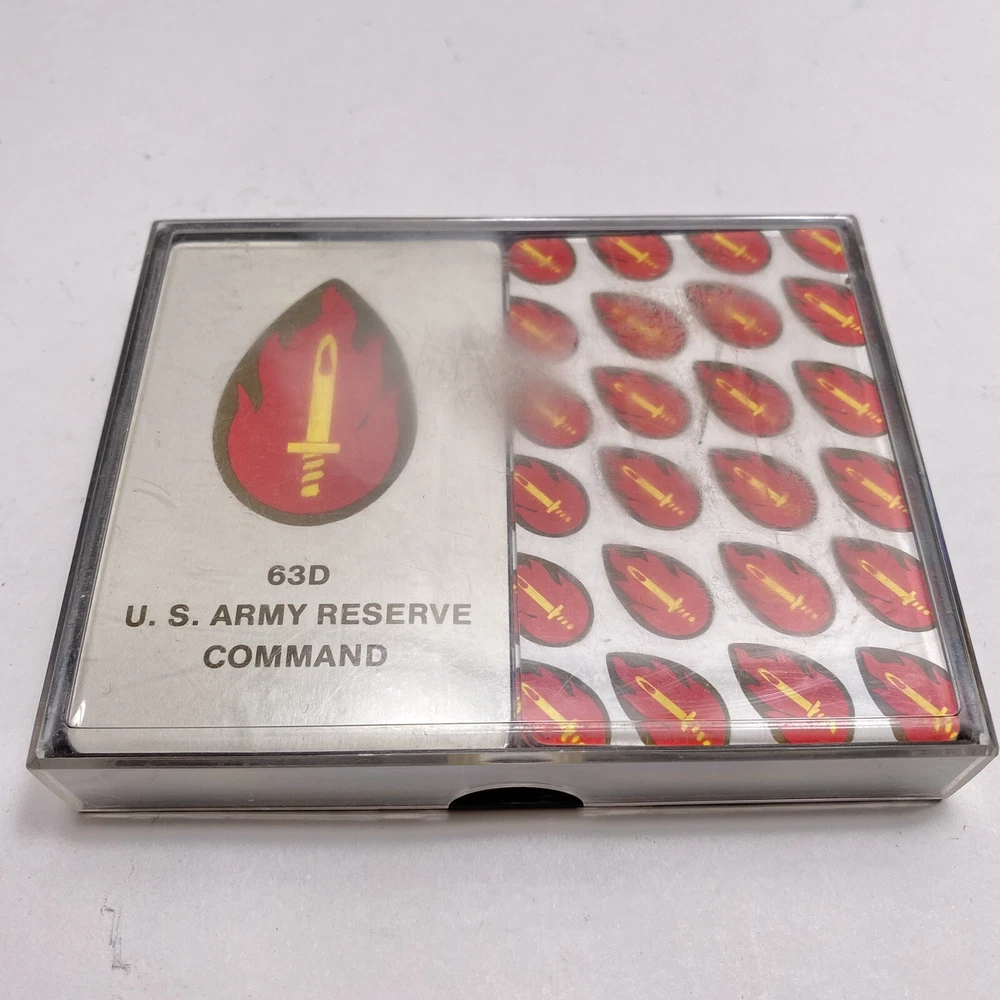 63D
U. S. ARMY RESERVE
COMMAND